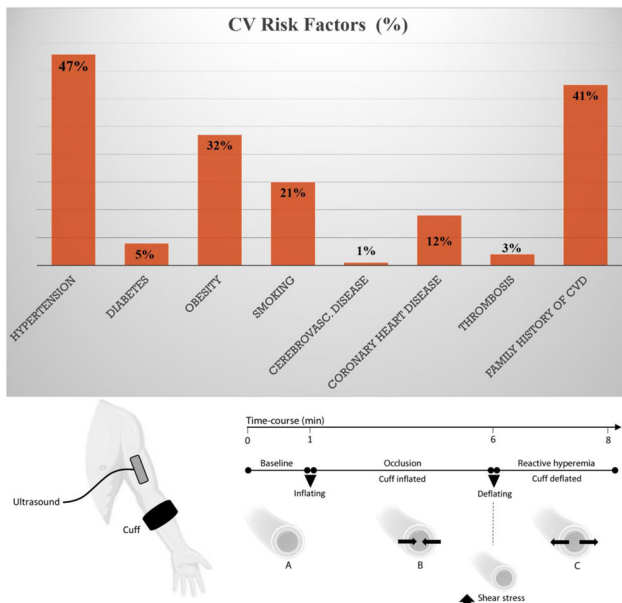 CV Risk Factors (%)
47%
5%
32%
21%
1%
12%
3%
41%
HYPERTENSION
DIABETES
OBESITY
SMOKING
CEREBROVASC. DISEASE
CORONARY HEART DISEASE
THROMBOSIS
FAMILY HISTORY OF CVD
Time-course (min)
0 1 6 8
Baseline Occlusion Reactive hyperemia
Cuff inflated Cuff deflated
Inflating Deflating
Ultrasound
Cuff
A B C
Shear stress